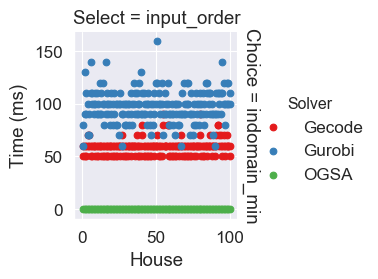 Select = input_order
Time (ms)
150
100
50
0
0
50
100
House
Choice = indomain_min
Solver
Gecode
Gurobi
OGSA